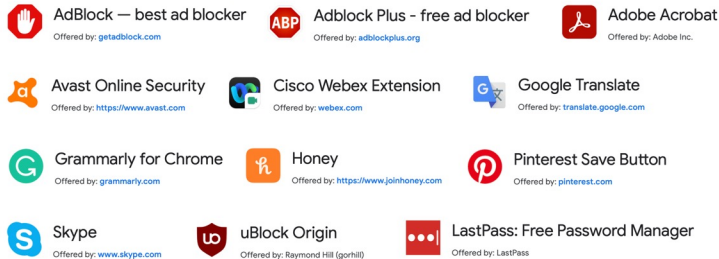 AdBlock — best ad blocker
Offered by: getadblock.com
ABP
Adblock Plus - free ad blocker
Offered by: adblockplus.org
Adobe Acrobat
Offered by: Adobe Inc.
Avast Online Security
Offered by: https://www.avast.com
Cisco Webex Extension
Offered by: webex.com
G 文
Google Translate
Offered by: translate.google.com
G
Grammarly for Chrome
Offered by: grammarly.com
h
Honey
Offered by: https://www.joinhoney.com
Pinterest Save Button
Offered by: pinterest.com
S
Skype
Offered by: www.skype.com
uO
uBlock Origin
Offered by: Raymond Hill (gorhill)
LastPass: Free Password Manager
Offered by: LastPass